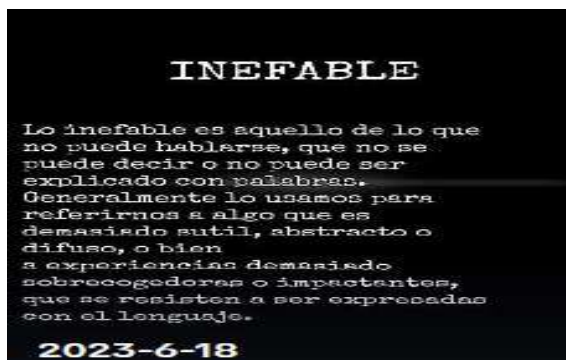 INEFABLE
Lo inefable es aquello de lo que
no puede hablarse, que no se
puede decir o no puede ser
explicado con palabras.
Generalmente lo usamos para
referirnos a algo que es
demasiado sutil, abstracto o
difuso, o bien
a experiencias demasiado
sobrecogedoras o impactantes,
que se resisten a ser expresadas
con el lenguaje.
2023-6-18